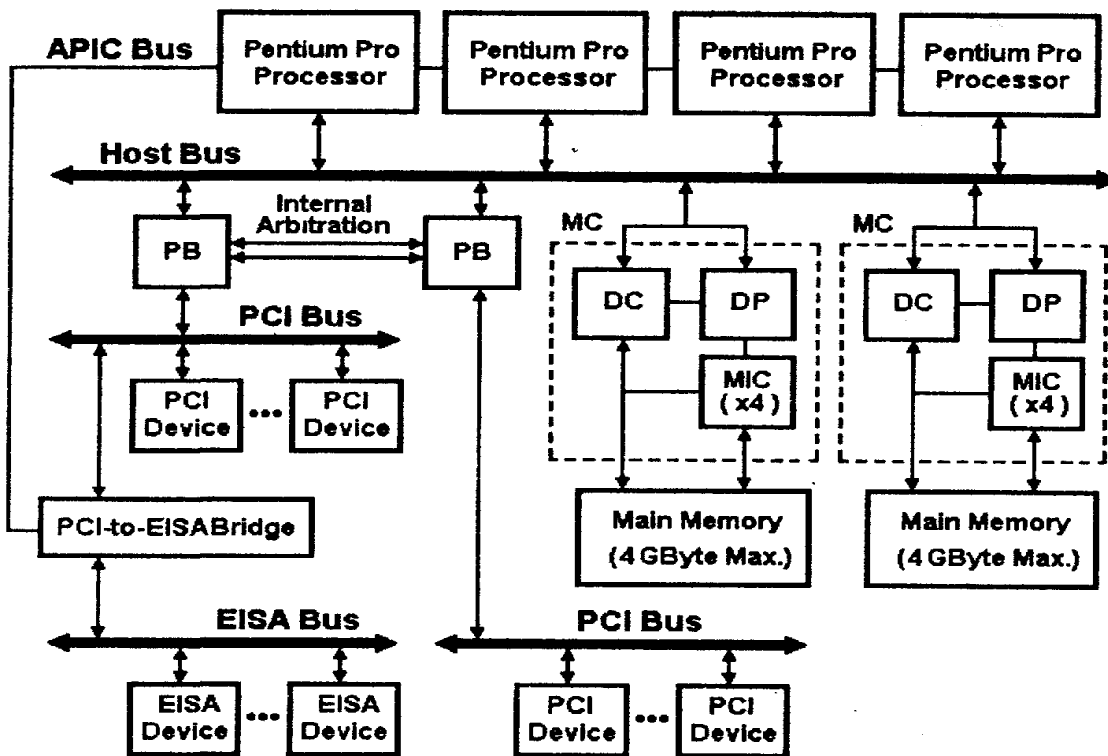 APIC Bus
Pentium Pro
Processor
Pentium Pro
Processor
Pentium Pro
Processor
Pentium Pro
Processor
Host Bus
Internal
Arbitration
PB
PB
MC
DC
DP
MIC
( x4 )
MC
DC
DP
MIC
( x4 )
PCI Bus
PCI
Device
...
PCI
Device
PCI-to-EISABridge
Main Memory
(4 GByte Max.)
Main Memory
(4 GByte Max.)
EISA Bus
EISA
Device
...
EISA
Device
PCI Bus
PCI
Device
...
PCI
Device